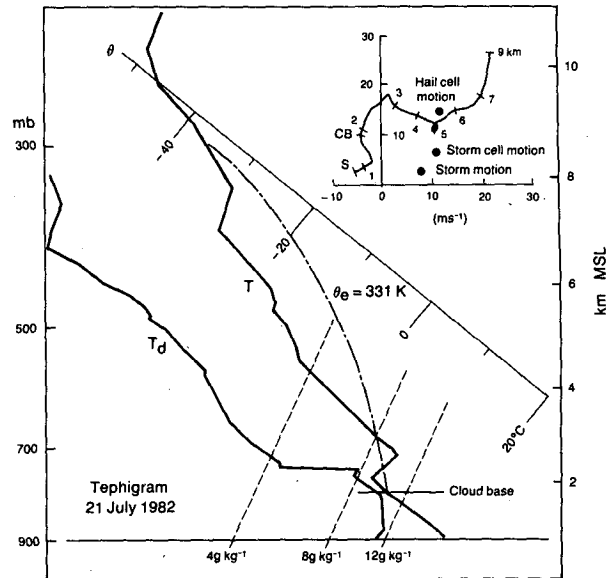 θ
10
30
9 km
Hail cell
motion
20
3
7
2
6
-40
4
5
mb
CB
10
300
S
Storm cell motion
1
Storm motion
8
0
-10
0
10
20
30
(ms⁻¹)
-20
km MSL
T
θe = 331 K
6
0
500
Td
4
20°C
700
2
Tephigram
Cloud base
21 July 1982
900
4g kg⁻¹
8g kg⁻¹
12g kg⁻¹